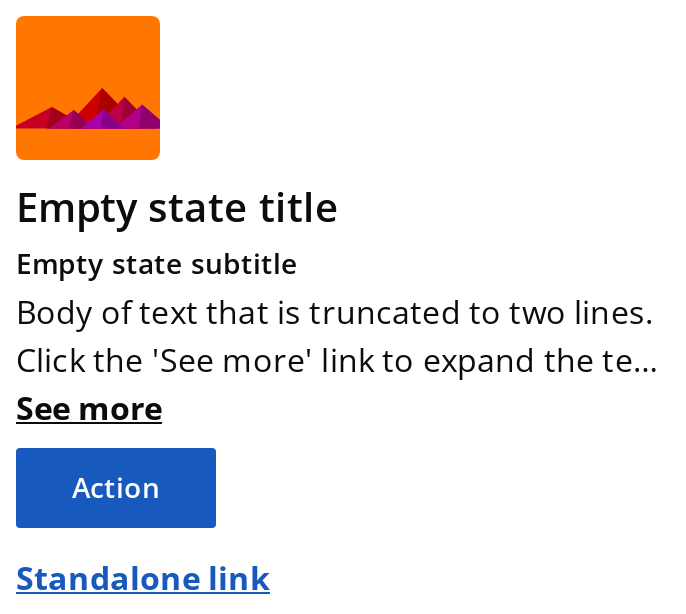 Empty state title
Empty state subtitle
Body of text that is truncated to two lines.
Click the 'See more' link to expand the te...
See more
Action
Standalone link